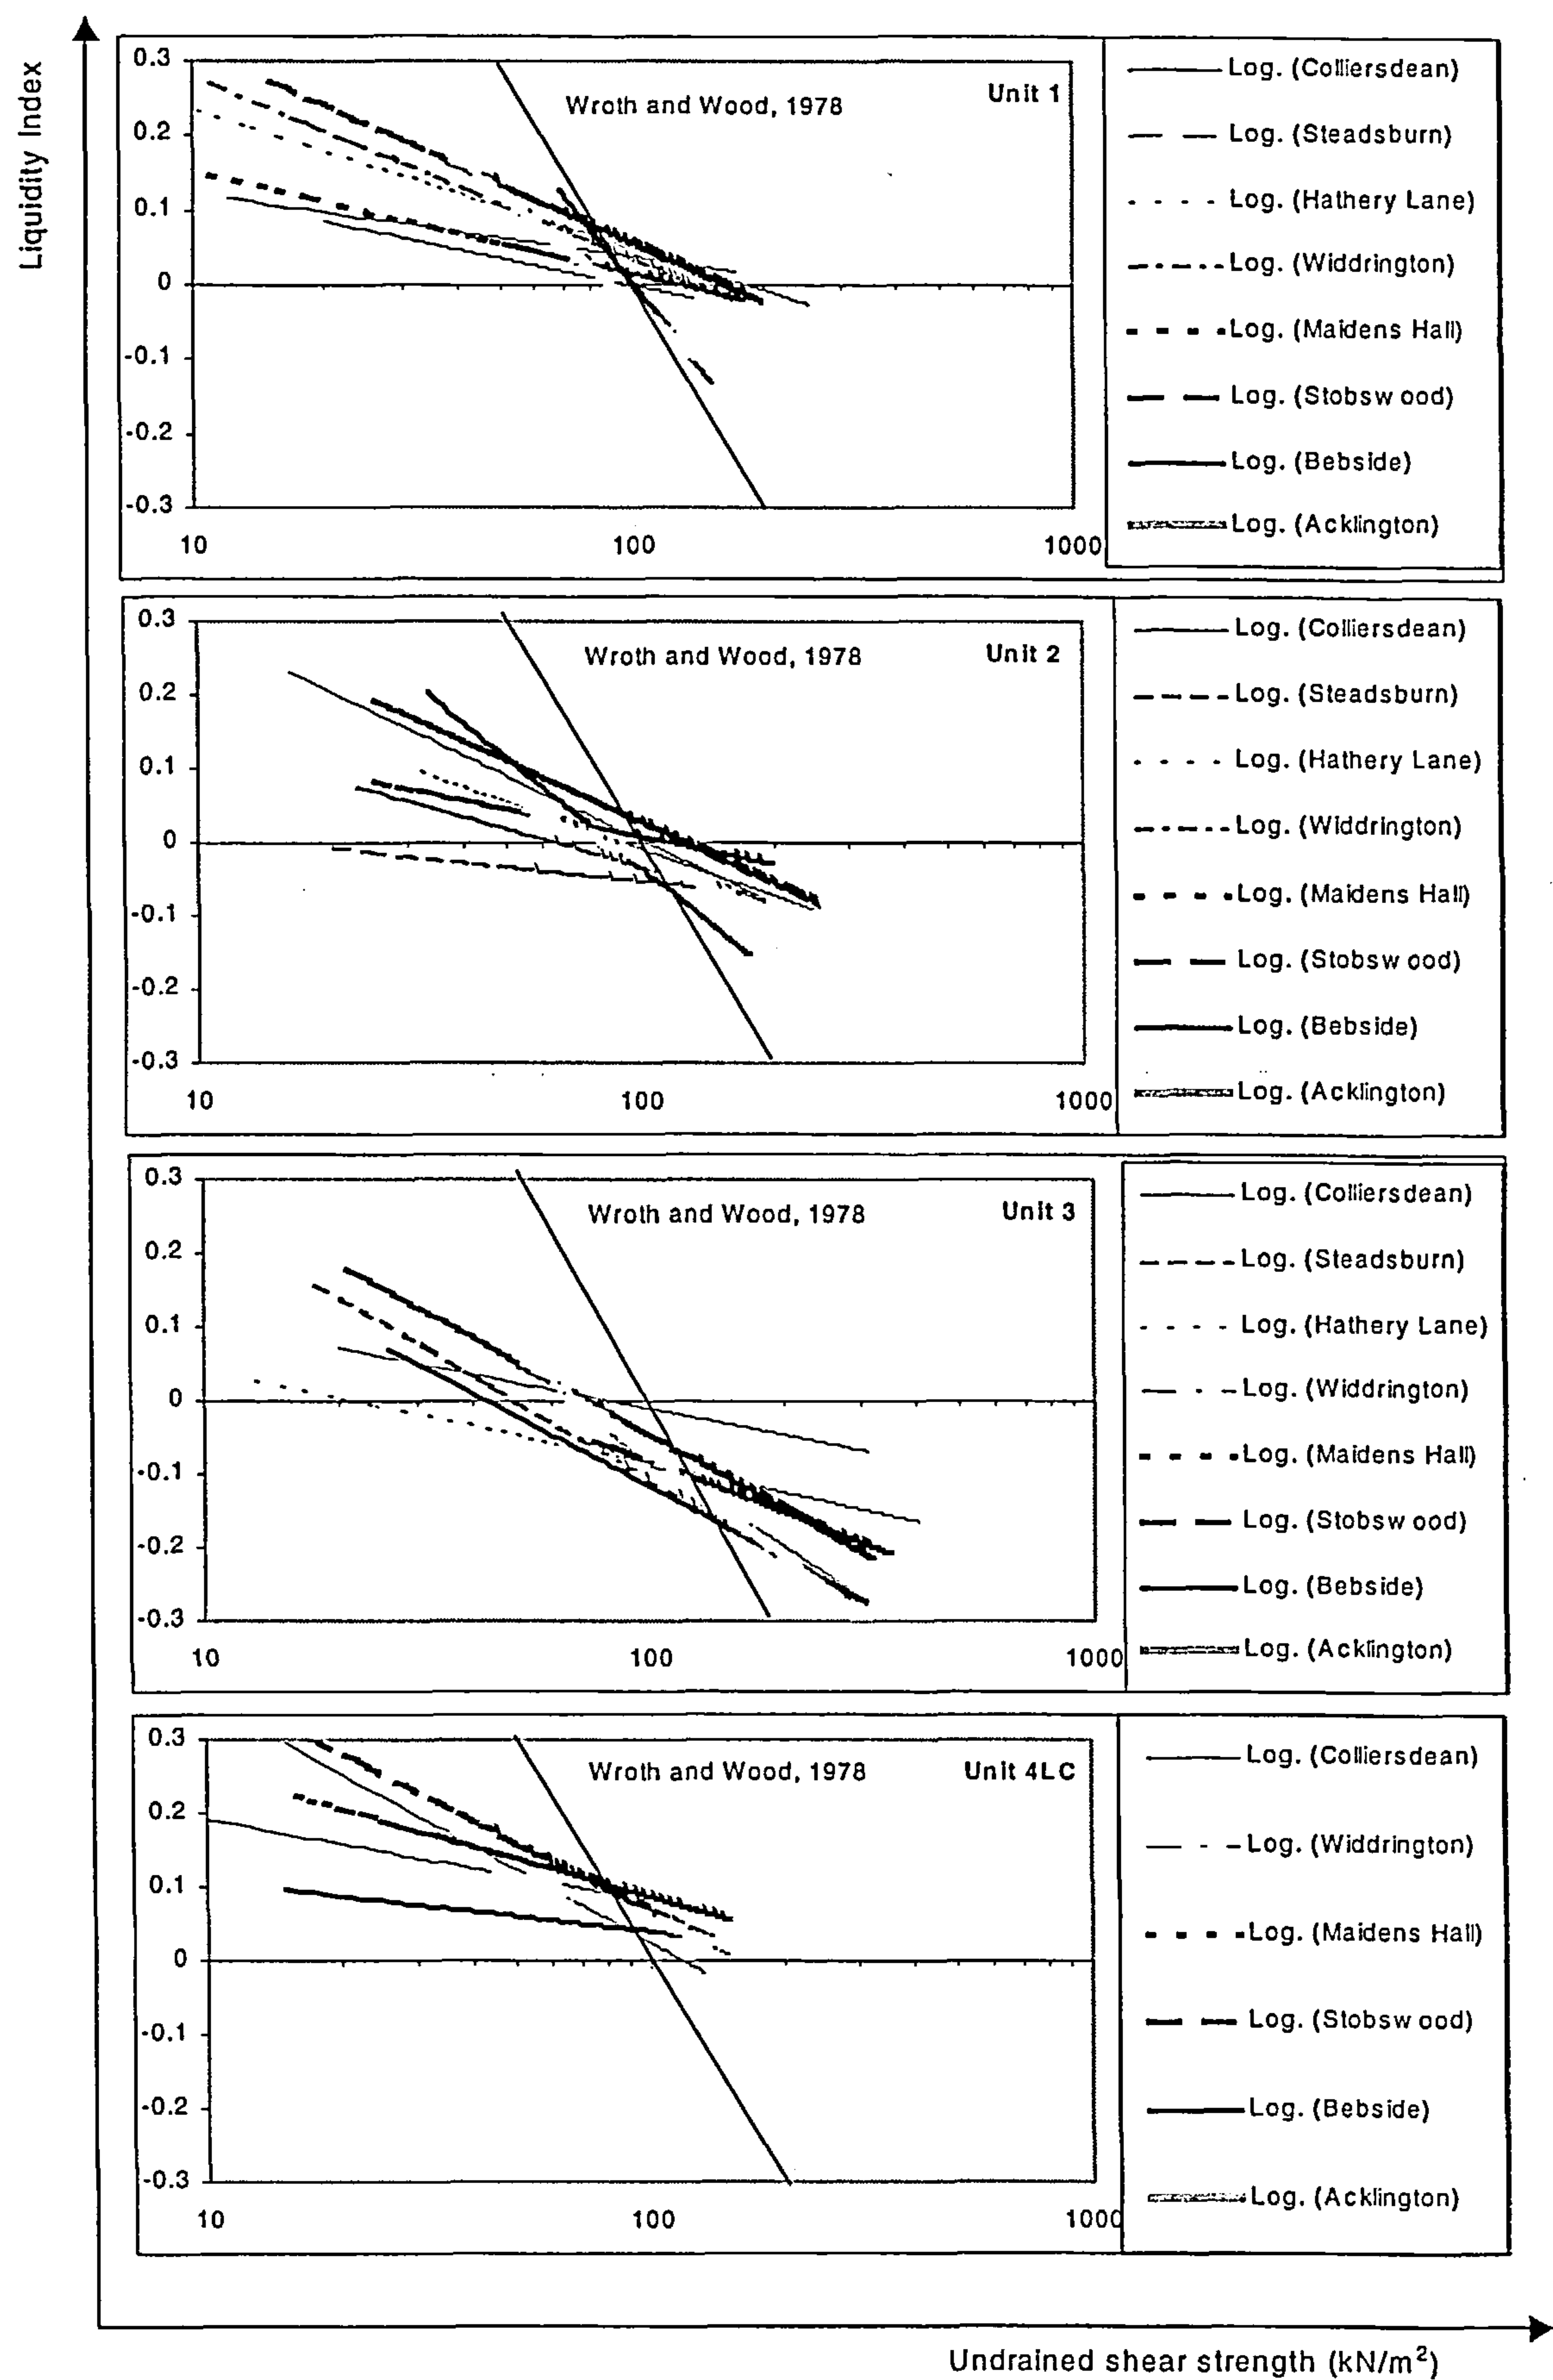 Liquidity Index
0.3
0.2
0.1
0
-0.1
-0.2
-0.3
10
100
1000
Wroth and Wood, 1978
Unit 1
Log. (Colliersdean)
Log. (Steadsburn)
Log. (Hathery Lane)
Log. (Widdrington)
Log. (Maidens Hall)
Log. (Stobsw ood)
Log. (Bebside)
Log. (Acklington)
0.3
0.2
0.1
0
-0.1
-0.2
-0.3
10
100
1000
Wroth and Wood, 1978
Unit 2
Log. (Colliersdean)
Log. (Steadsburn)
Log. (Hathery Lane)
Log. (Widdrington)
Log. (Maidens Hall)
Log. (Stobsw ood)
Log. (Bebside)
Log. (Acklington)
0.3
0.2
0.1
0
-0.1
-0.2
-0.3
10
100
1000
Wroth and Wood, 1978
Unit 3
Log. (Colliersdean)
Log. (Steadsburn)
Log. (Hathery Lane)
Log. (Widdrington)
Log. (Maidens Hall)
Log. (Stobsw ood)
Log. (Bebside)
Log. (Acklington)
0.3
0.2
0.1
0
-0.1
-0.2
-0.3
10
100
1000
Wroth and Wood, 1978
Unit 4LC
Log. (Colliersdean)
Log. (Widdrington)
Log. (Maidens Hall)
Log. (Stobsw ood)
Log. (Bebside)
Log. (Acklington)
Undrained shear strength (kN/m²)